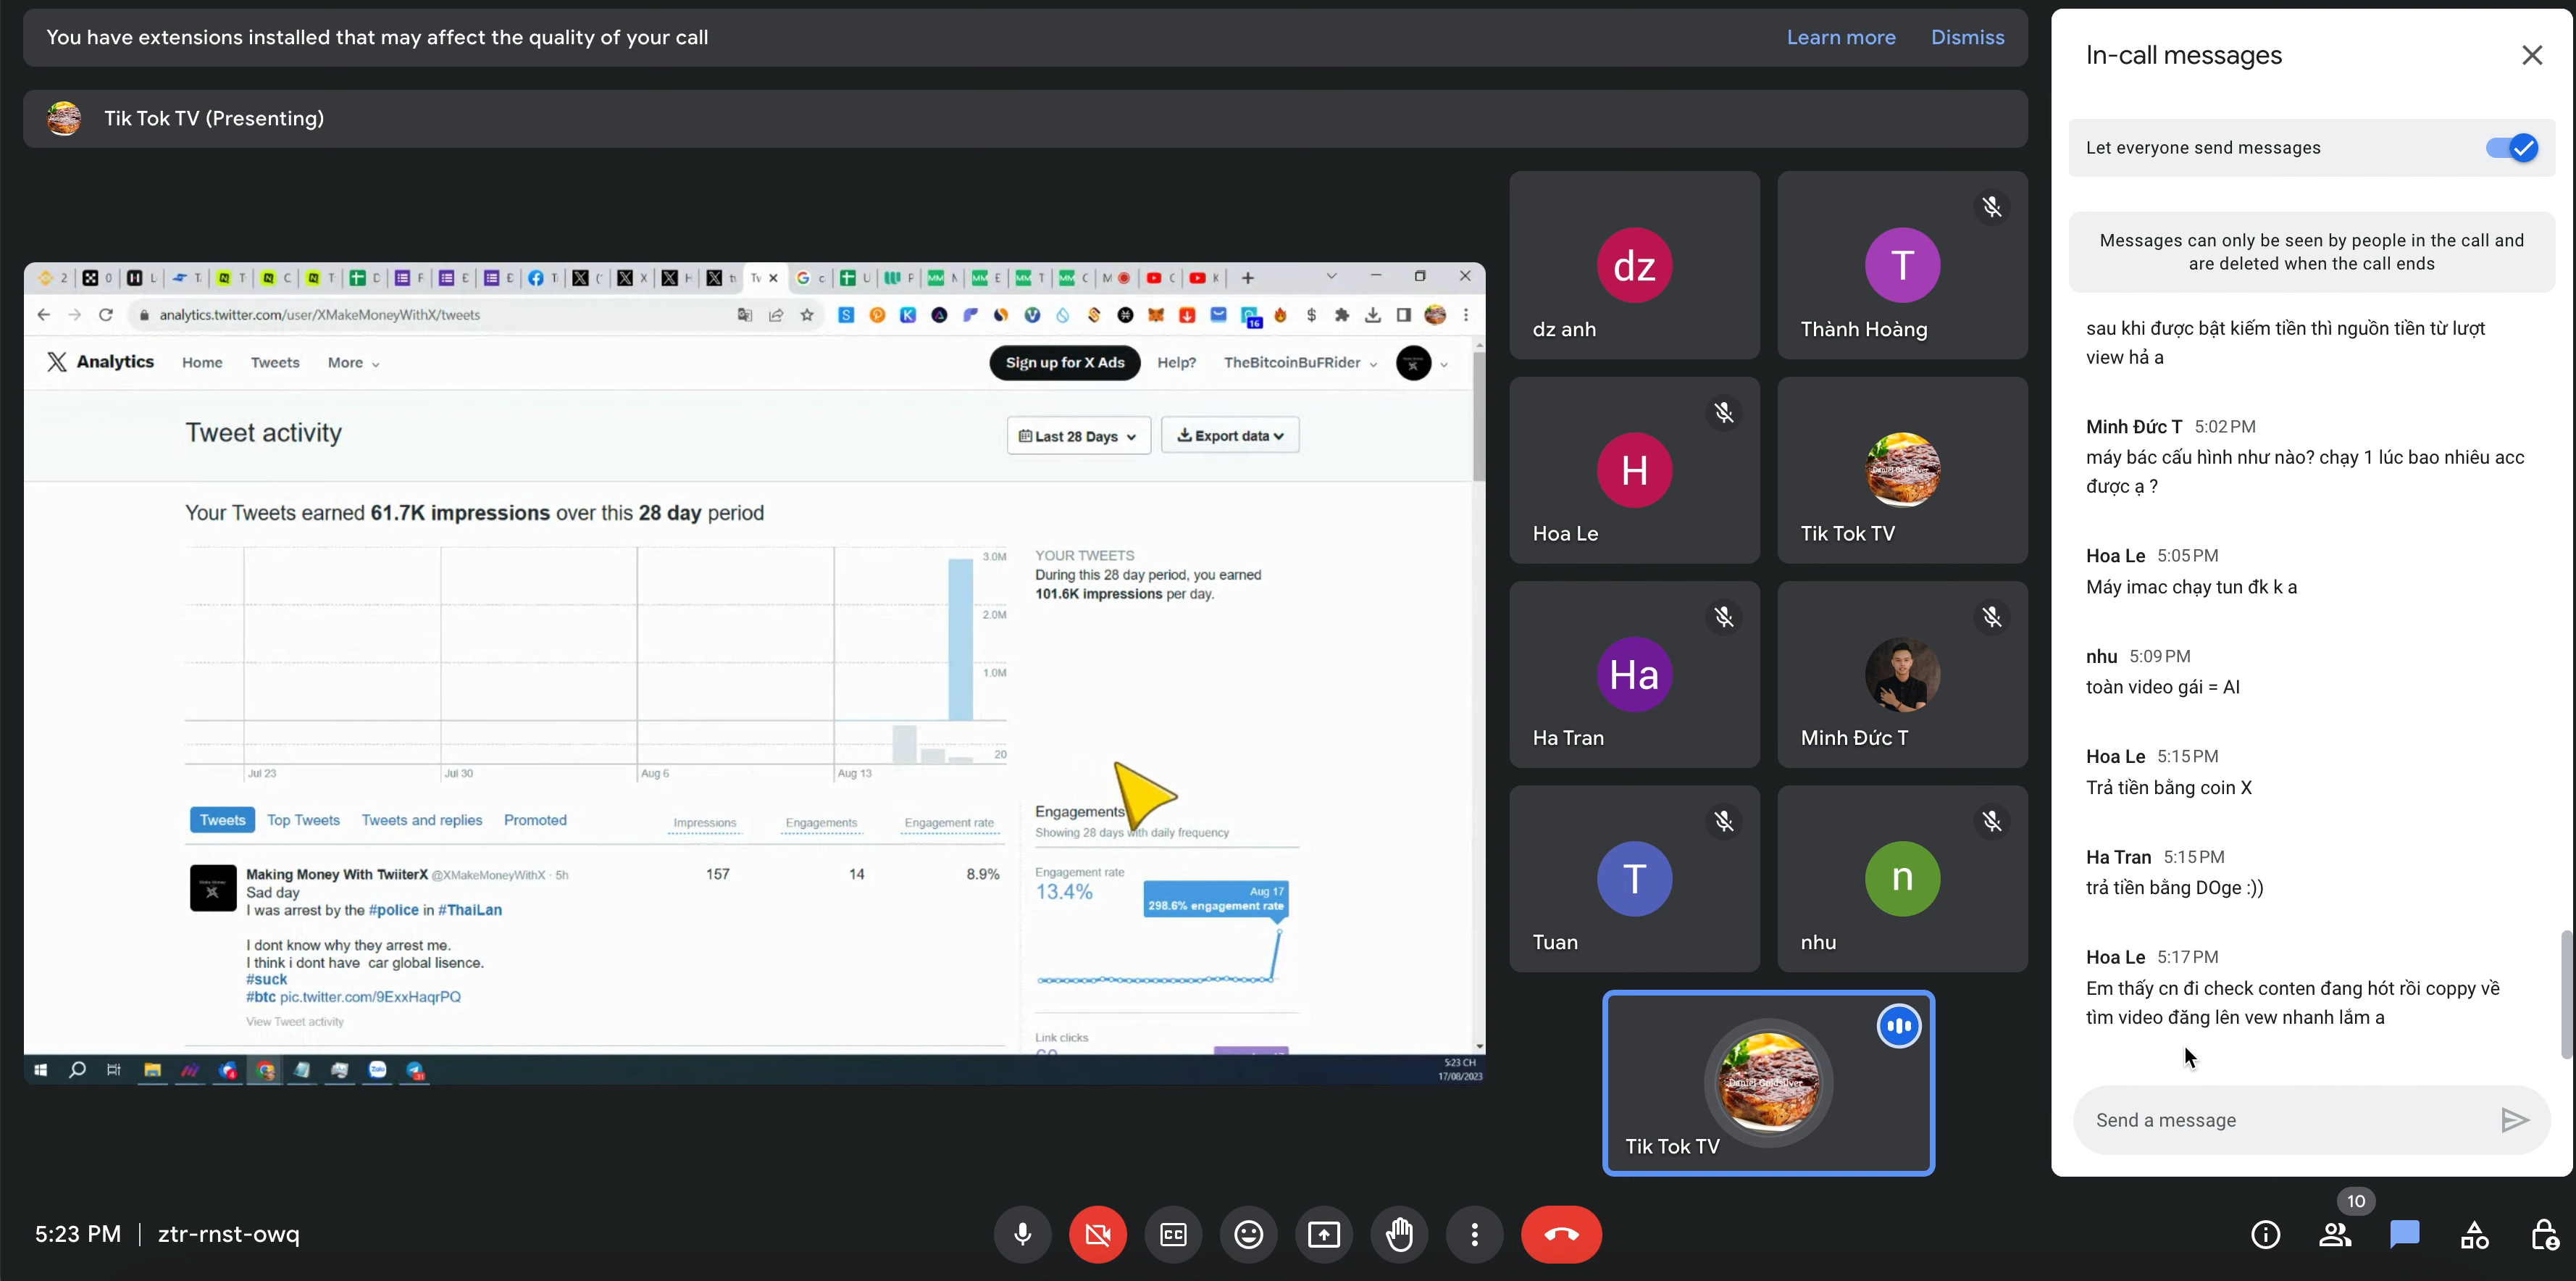 You have extensions installed that may affect the quality of your call
Learn more
Dismiss
Tik Tok TV (Presenting)
analytics.twitter.com/user/XMakeMoneyWithX/tweets
16
Analytics
Home
Tweets
More
Sign up for X Ads
Help?
TheBitcoinBuFRider
Tweet activity
Last 28 Days
Export data
Your Tweets earned 61.7K impressions over this 28 day period
3.0M
2.0M
1.0M
20
Jul 23
Jul 30
Aug 6
Aug 13
YOUR TWEETS
During this 28 day period, you earned
101.6K impressions per day.
Tweets
Top Tweets
Tweets and replies
Promoted
Impressions
Engagements
Engagement rate
Making Money With TwiiterX @XMakeMoneyWithX · 5h
157
14
8.9%
Sad day
I was arrest by the #police in #ThaiLan
I dont know why they arrest me.
I think i dont have car global lisence.
#suck
#btc pic.twitter.com/9ExxHaqrPQ
View Tweet activity
Engagements
Showing 28 days with daily frequency
Engagement rate
13.4%
Aug 17
298.6% engagement rate
Link clicks
5:23 CH
17/08/2023
dz
dz anh
T
Thành Hoàng
H
Hoa Le
Daniel Goldsilver
Tik Tok TV
Ha
Ha Tran
Minh Đức T
T
Tuan
n
nhu
Daniel Goldsilver
Tik Tok TV
In-call messages
Let everyone send messages
Messages can only be seen by people in the call and
are deleted when the call ends
sau khi được bật kiếm tiền thì nguồn tiền từ lượt
view hả a
Minh Đức T 5:02 PM
máy bác cấu hình như nào? chạy 1 lúc bao nhiêu acc
được ạ ?
Hoa Le 5:05 PM
Máy imac chạy tun đk k a
nhu 5:09 PM
toàn video gái = AI
Hoa Le 5:15 PM
Trả tiền bằng coin X
Ha Tran 5:15 PM
trả tiền bằng DOge :))
Hoa Le 5:17 PM
Em thấy cn đi check conten đang hót rồi coppy về
tìm video đăng lên vew nhanh lắm a
Send a message
5:23 PM | ztr-rnst-owq
10